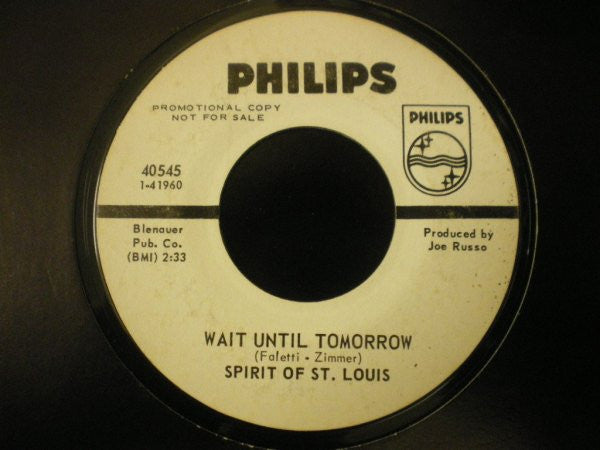 PHILIPS
PROMOTIONAL COPY
NOT FOR SALE
PHILIPS
40545
1-41960
Blenauer
Pub. Co.
(BMI) 2:33
Produced by
Joe Russo
WAIT UNTIL TOMORROW
(Faletti - Zimmer)
SPIRIT OF ST. LOUIS